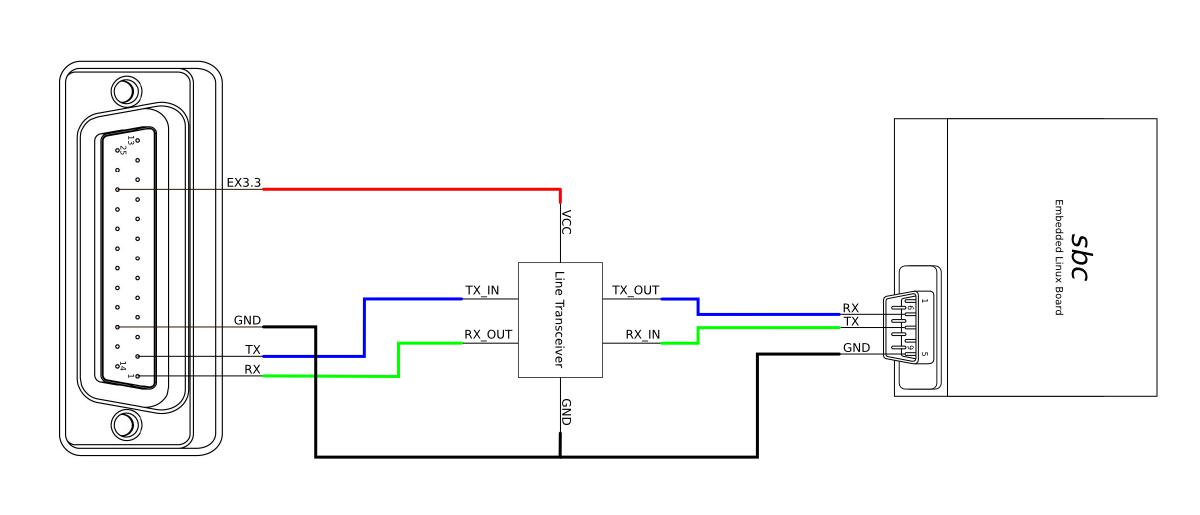 13
25
14
1
EX3.3
GND
TX
RX
VCC
TX_IN
RX_OUT
Line Transceiver
TX_OUT
RX_IN
GND
RX
TX
GND
1
6
9
5
sbc
Embedded Linux Board